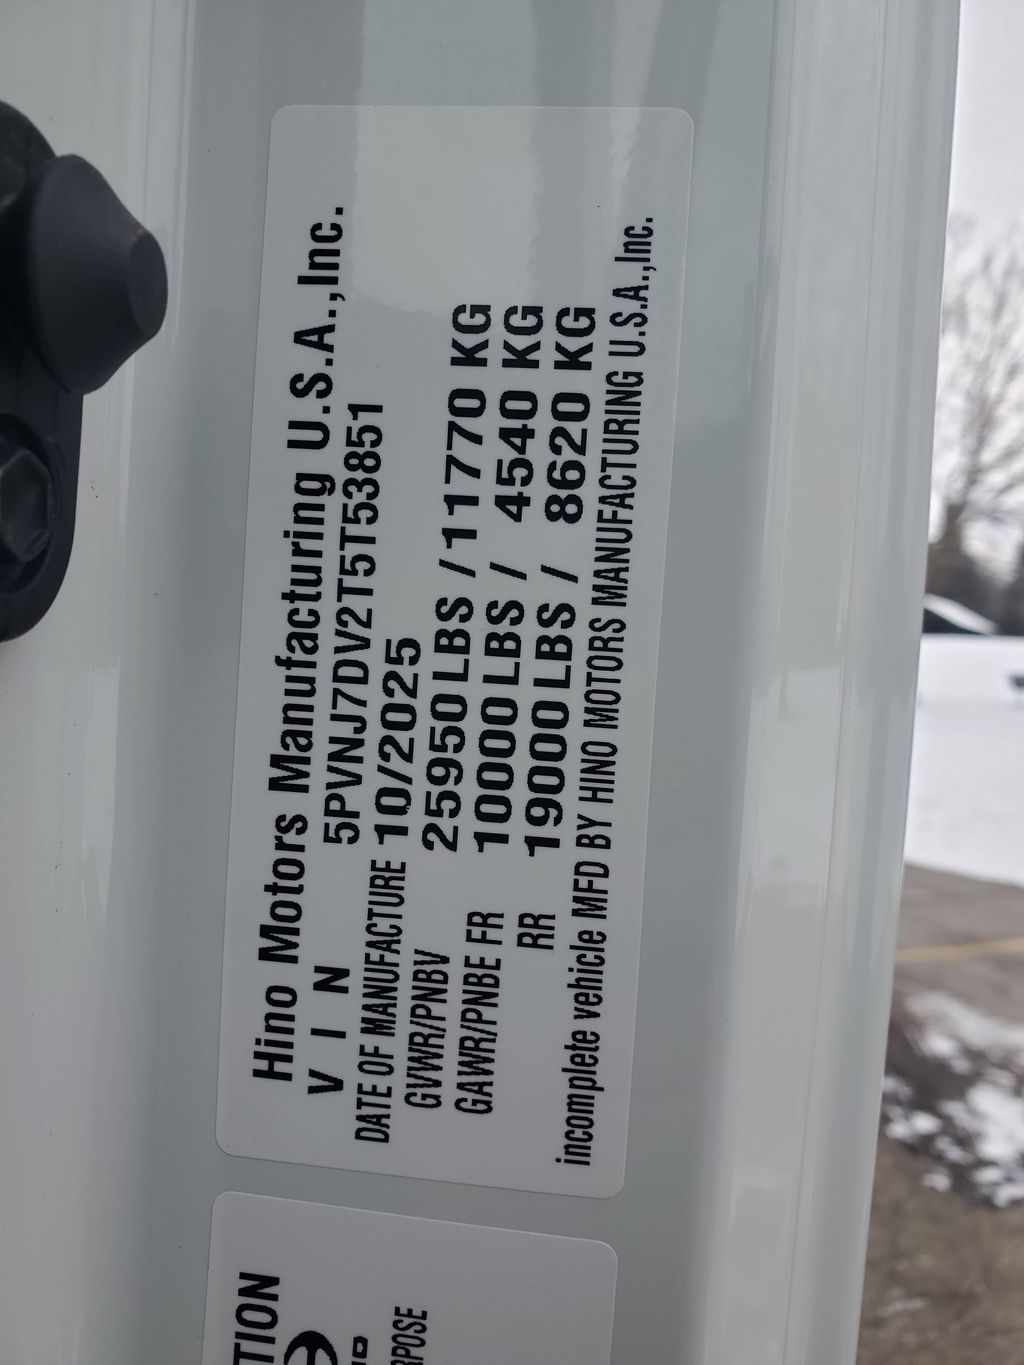 Hino Motors Manufacturing U.S.A.,Inc.
V I N 5PVNJ7DV2T5T53851
DATE OF MANUFACTURE 10/2025
GVWR/PNBV 25950 LBS / 11770 KG
GAWR/PNBE FR 10000 LBS / 4540 KG
RR 19000 LBS / 8620 KG
incomplete vehicle MFD BY HINO MOTORS MANUFACTURING U.S.A.,Inc.
TION
RPOSE